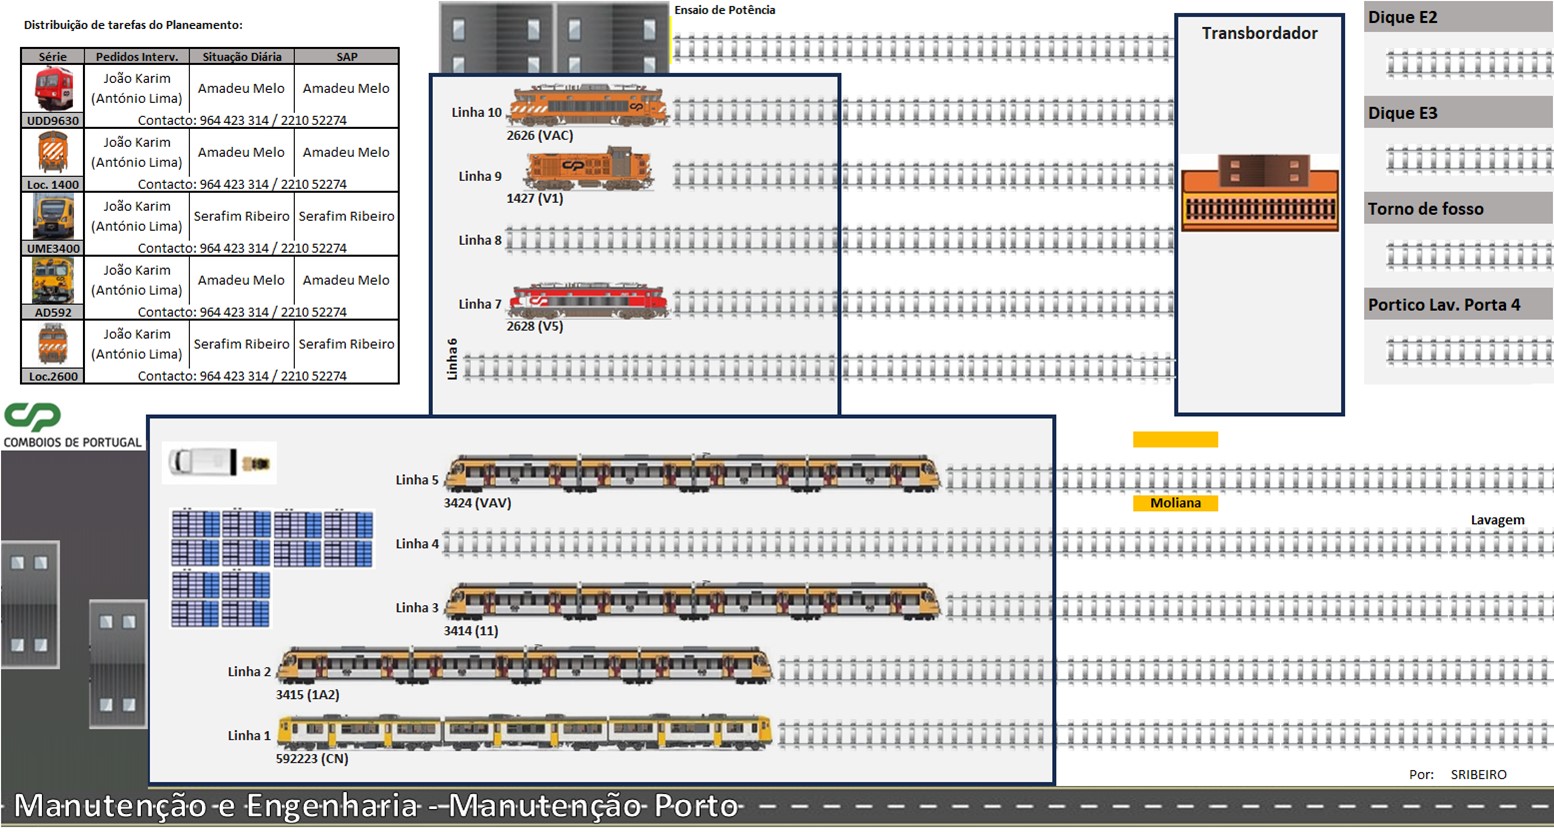 Distribuição de tarefas do Planeamento:
Série Pedidos Interv. Situação Diária SAP
João Karim
(António Lima) Amadeu Melo Amadeu Melo
UDD9630 Contacto: 964 423 314 / 2210 52274
João Karim
(António Lima) Amadeu Melo Amadeu Melo
Loc. 1400 Contacto: 964 423 314 / 2210 52274
João Karim
(António Lima) Serafim Ribeiro Serafim Ribeiro
UME3400 Contacto: 964 423 314 / 2210 52274
João Karim
(António Lima) Amadeu Melo Amadeu Melo
AD592 Contacto: 964 423 314 / 2210 52274
João Karim
(António Lima) Serafim Ribeiro Serafim Ribeiro
Loc.2600 Contacto: 964 423 314 / 2210 52274
Ensaio de Potência
Linha 10
2626 (VAC)
Linha 9
1427 (V1)
Linha 8
Linha 7
2628 (V5)
Linha 6
Transbordador
Dique E2
Dique E3
Torno de fosso
Portico Lav. Porta 4
CP
COMBOIOS DE PORTUGAL
Linha 5
3424 (VAV)
Moliana
Lavagem
Linha 4
Linha 3
3414 (11)
Linha 2
3415 (1A2)
Linha 1
592223 (CN)
Por: SRIBEIRO
Manutenção e Engenharia - Manutenção Porto